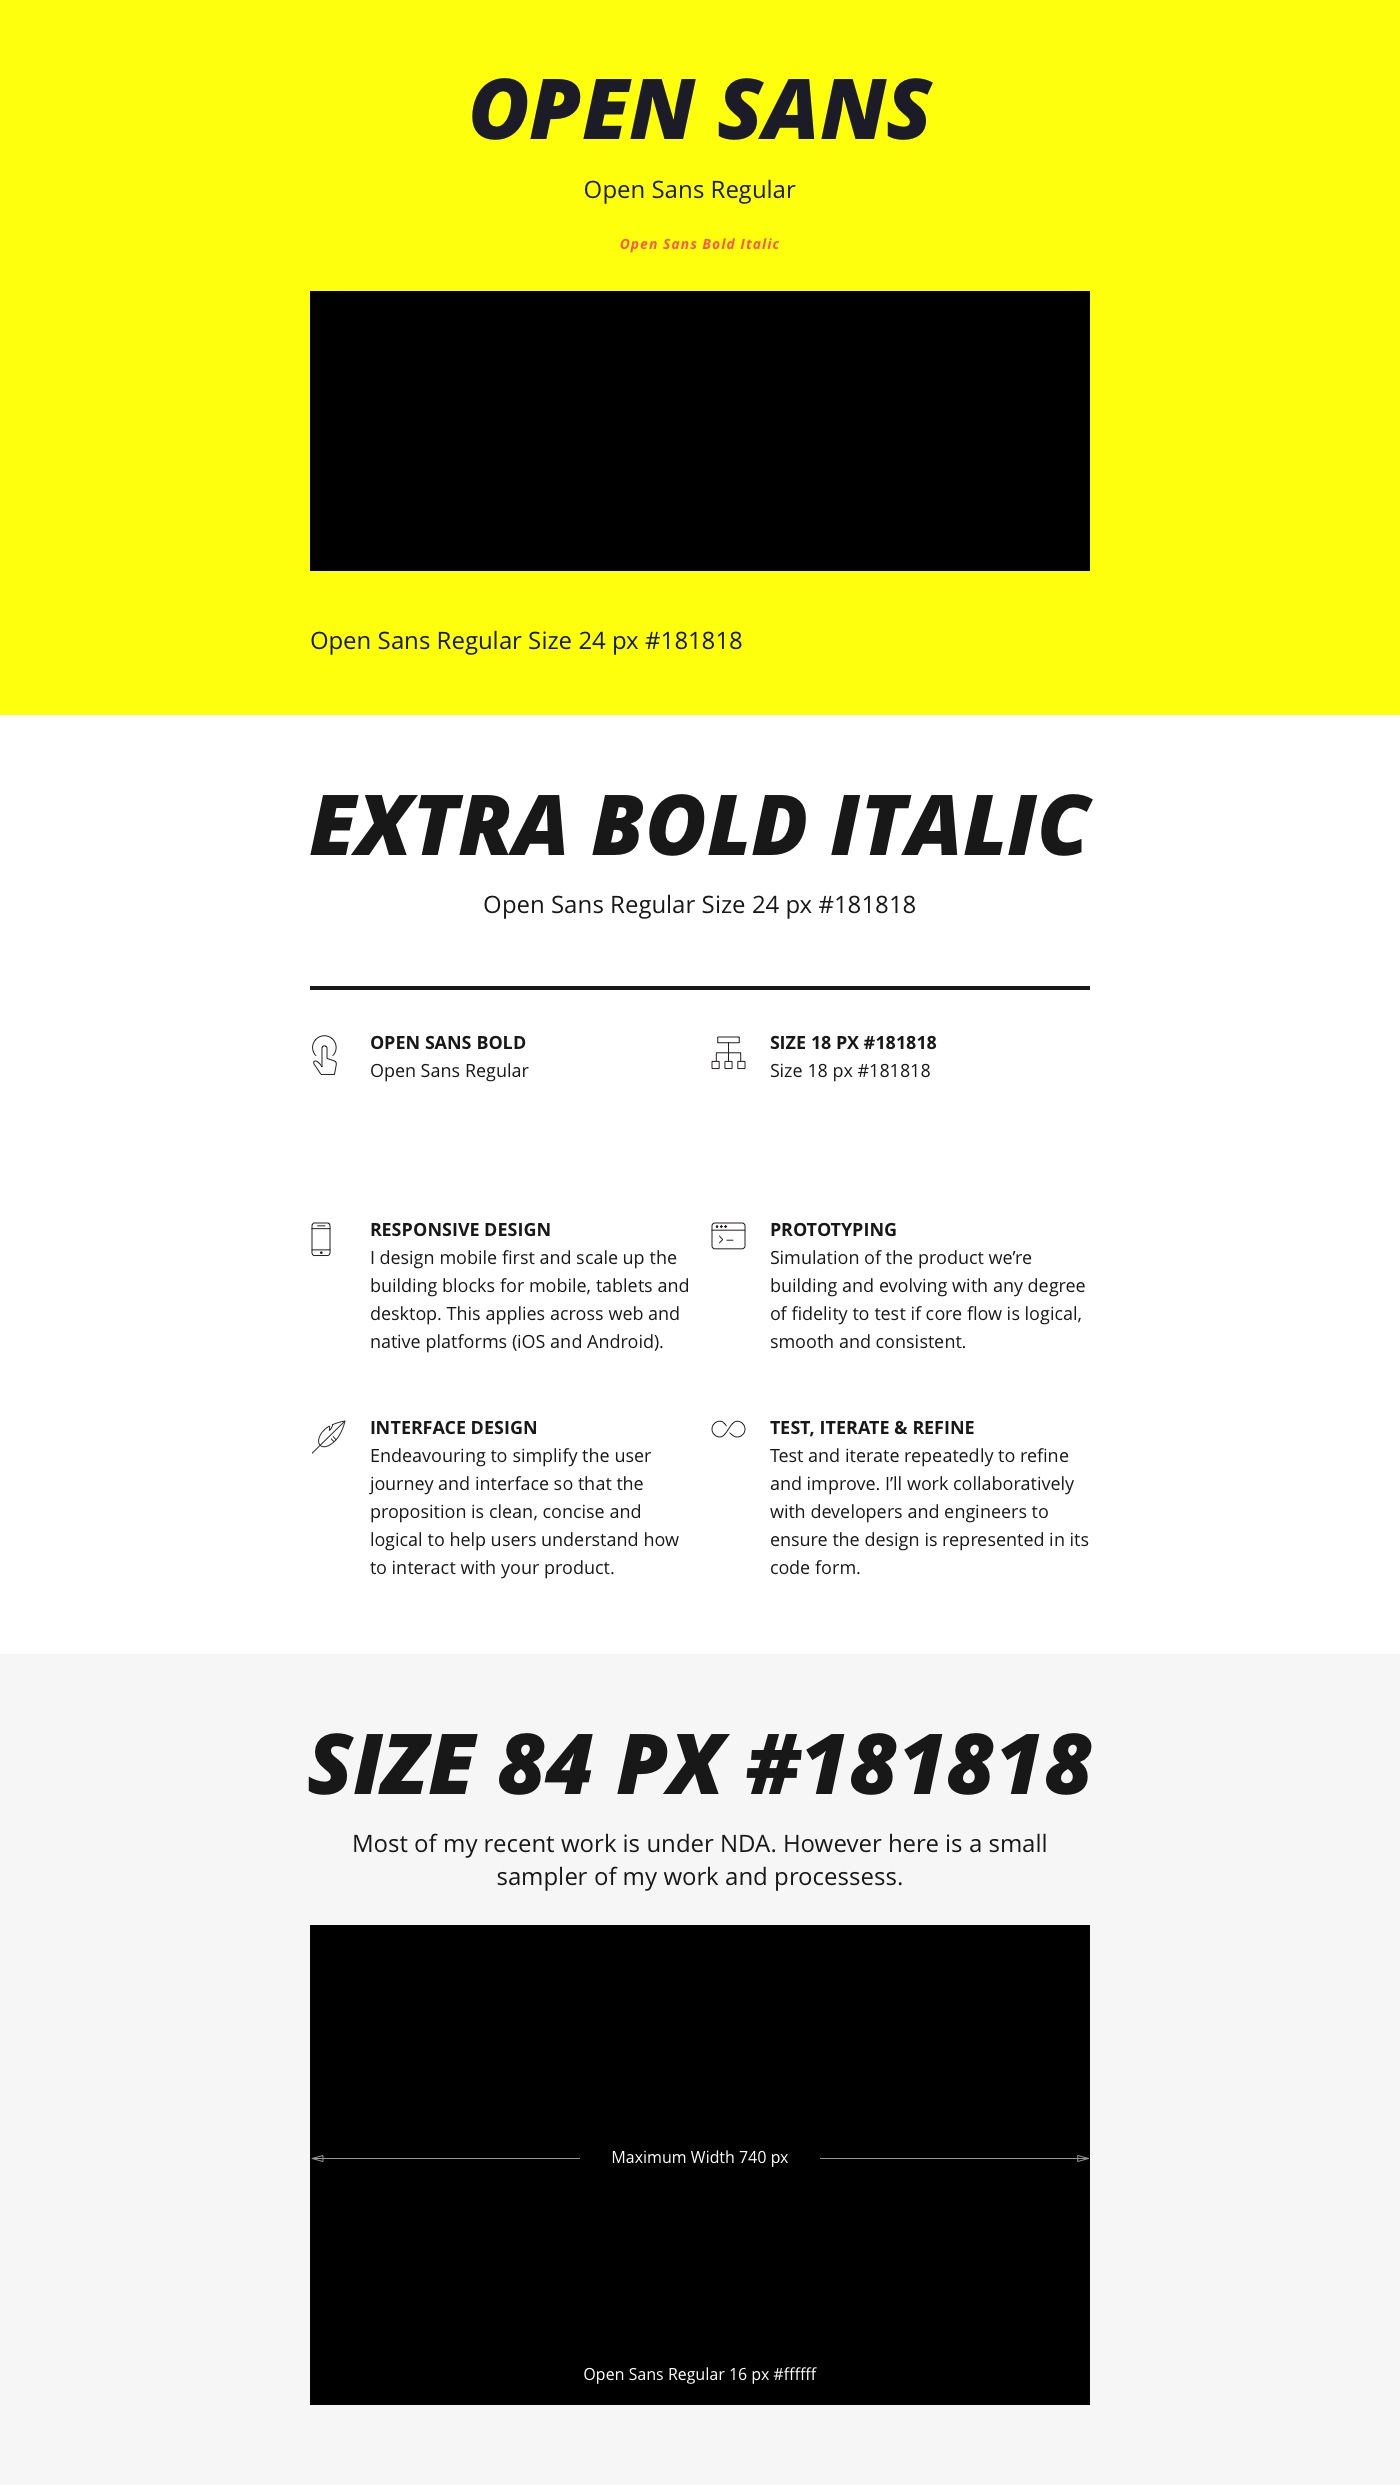 OPEN SANS
Open Sans Regular
Open Sans Bold Italic
Open Sans Regular Size 24 px #181818
EXTRA BOLD ITALIC
Open Sans Regular Size 24 px #181818
OPEN SANS BOLD
Open Sans Regular
SIZE 18 PX #181818
Size 18 px #181818
RESPONSIVE DESIGN
I design mobile first and scale up the
building blocks for mobile, tablets and
desktop. This applies across web and
native platforms (iOS and Android).
PROTOTYPING
Simulation of the product we’re
building and evolving with any degree
of fidelity to test if core flow is logical,
smooth and consistent.
INTERFACE DESIGN
Endeavouring to simplify the user
journey and interface so that the
proposition is clean, concise and
logical to help users understand how
to interact with your product.
TEST, ITERATE & REFINE
Test and iterate repeatedly to refine
and improve. I’ll work collaboratively
with developers and engineers to
ensure the design is represented in its
code form.
SIZE 84 PX #181818
Most of my recent work is under NDA. However here is a small
sampler of my work and processess.
Maximum Width 740 px
Open Sans Regular 16 px #ffffff